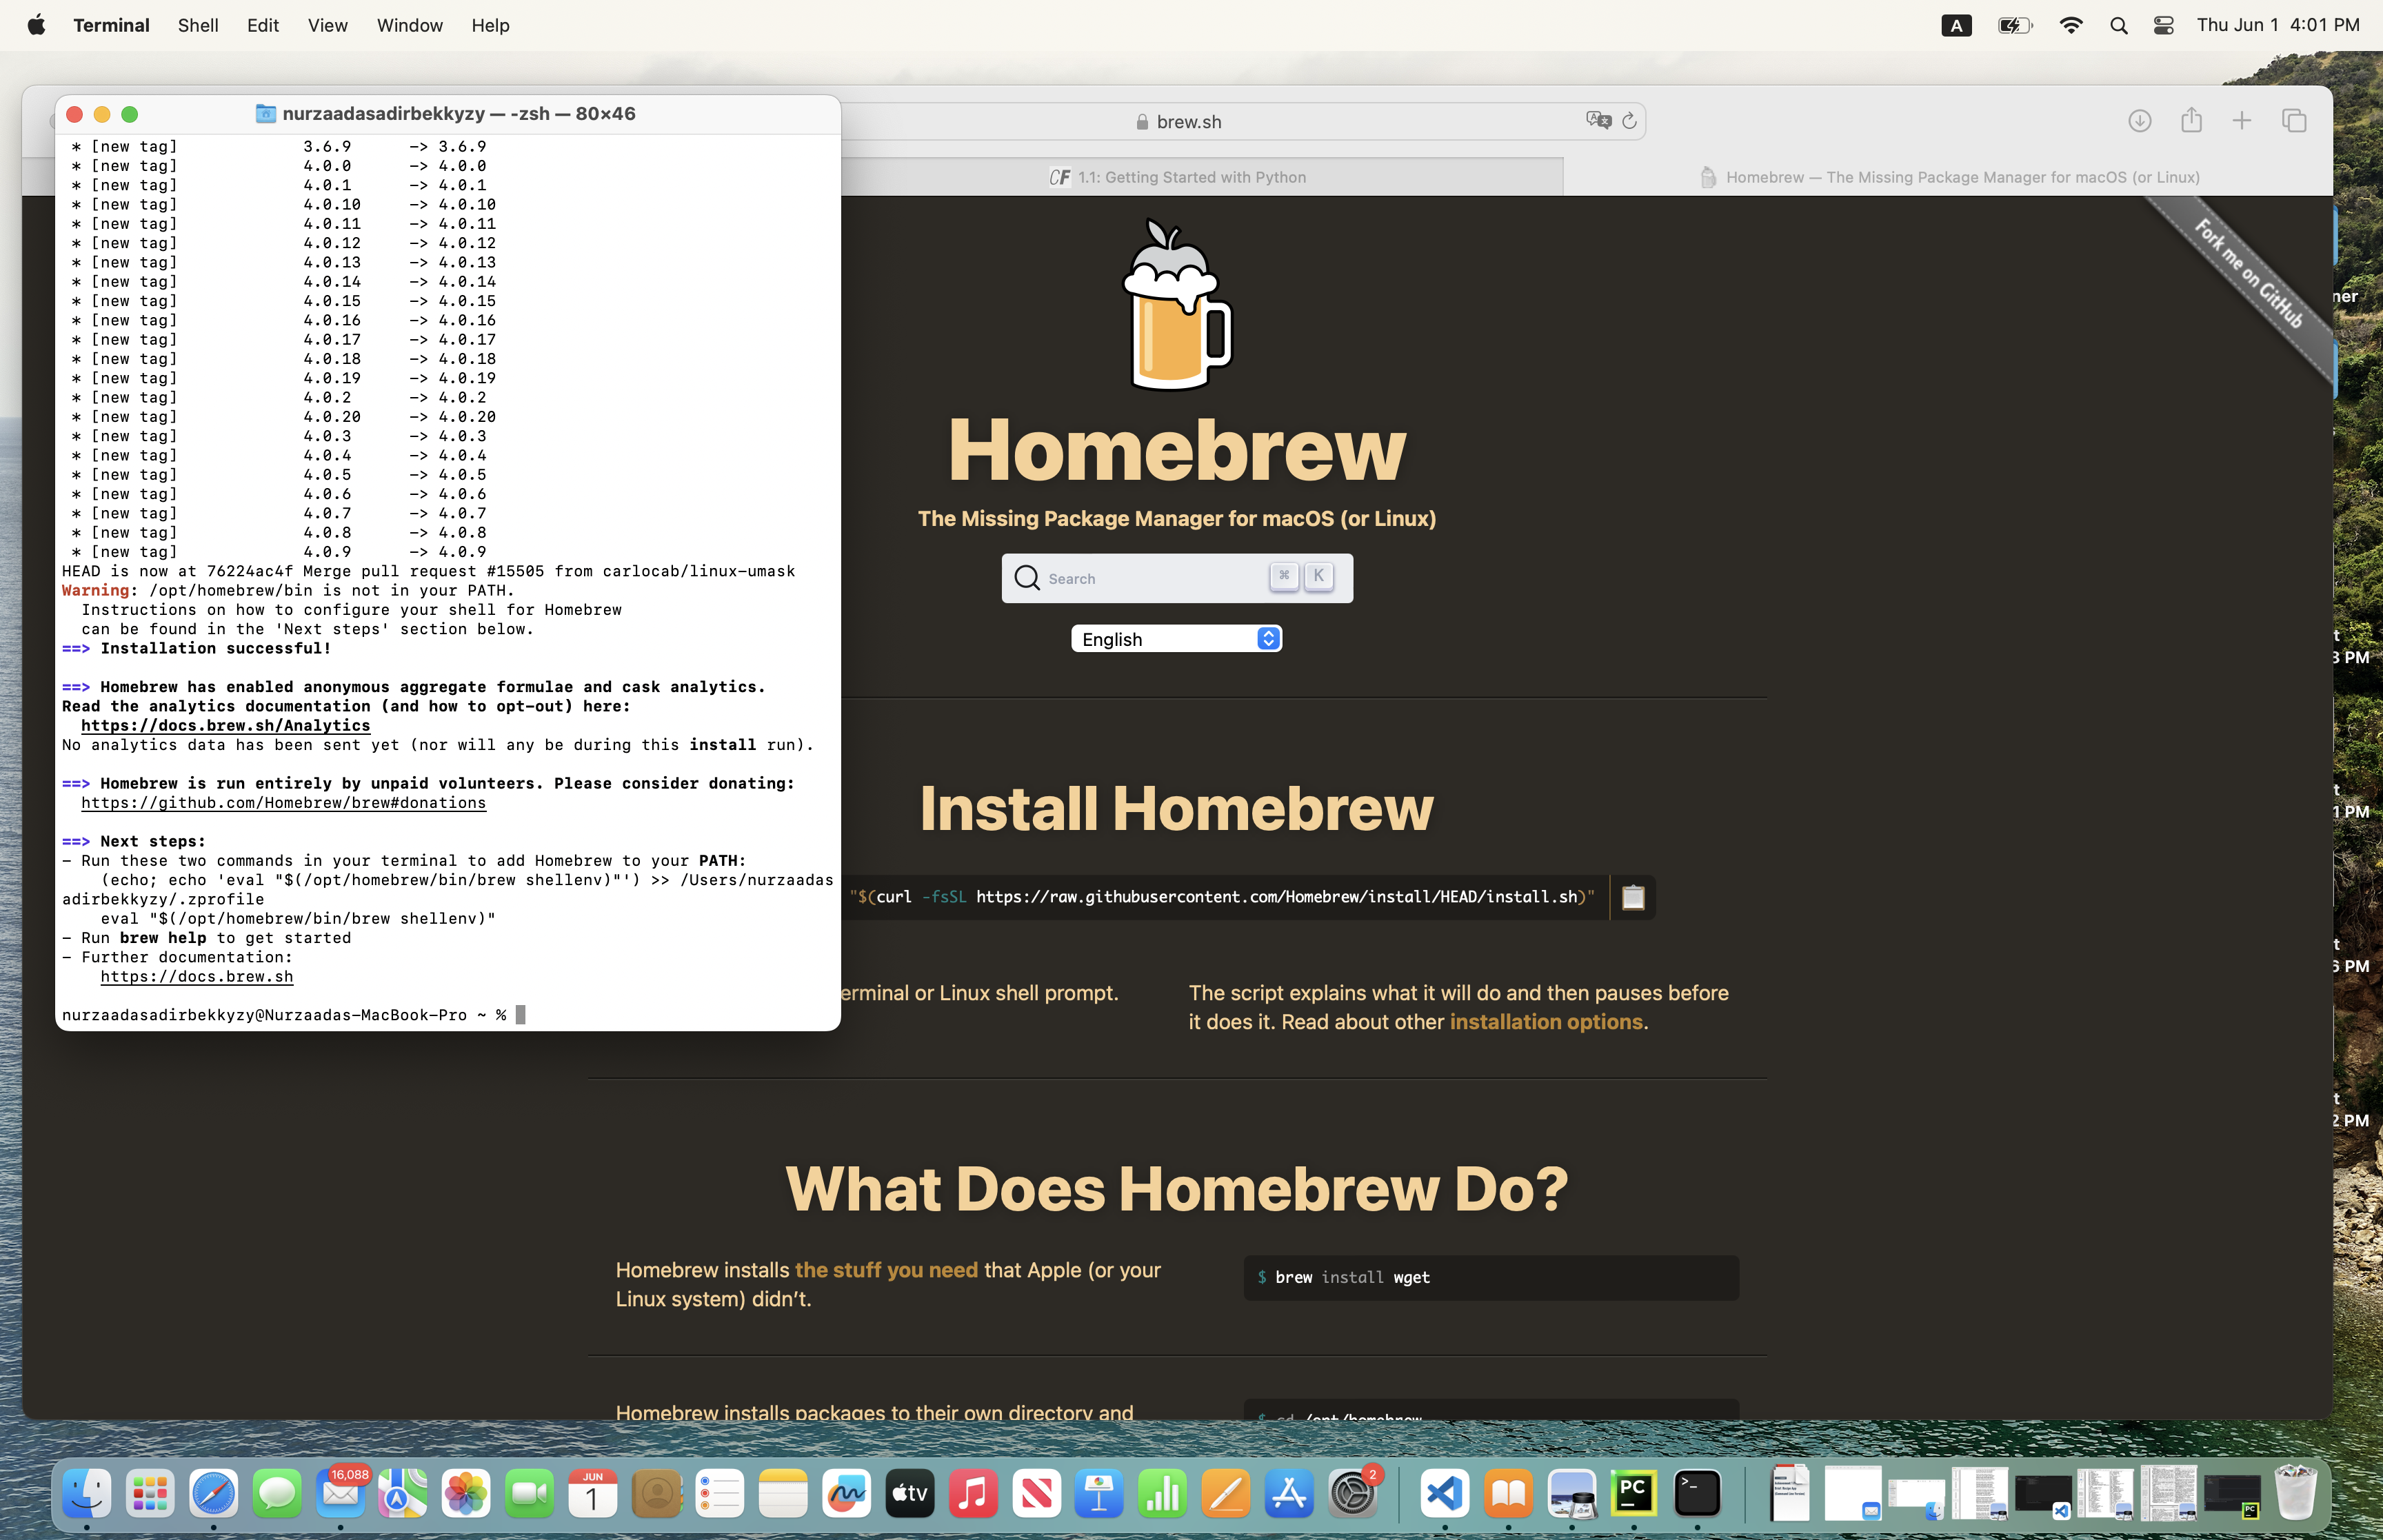 Terminal Shell Edit View Window Help
A Thu Jun 1 4:01 PM
nurzaadasadirbekkyzy — -zsh — 80×46
* [new tag] 3.6.9 -> 3.6.9
* [new tag] 4.0.0 -> 4.0.0
* [new tag] 4.0.1 -> 4.0.1
* [new tag] 4.0.10 -> 4.0.10
* [new tag] 4.0.11 -> 4.0.11
* [new tag] 4.0.12 -> 4.0.12
* [new tag] 4.0.13 -> 4.0.13
* [new tag] 4.0.14 -> 4.0.14
* [new tag] 4.0.15 -> 4.0.15
* [new tag] 4.0.16 -> 4.0.16
* [new tag] 4.0.17 -> 4.0.17
* [new tag] 4.0.18 -> 4.0.18
* [new tag] 4.0.19 -> 4.0.19
* [new tag] 4.0.2 -> 4.0.2
* [new tag] 4.0.20 -> 4.0.20
* [new tag] 4.0.3 -> 4.0.3
* [new tag] 4.0.4 -> 4.0.4
* [new tag] 4.0.5 -> 4.0.5
* [new tag] 4.0.6 -> 4.0.6
* [new tag] 4.0.7 -> 4.0.7
* [new tag] 4.0.8 -> 4.0.8
* [new tag] 4.0.9 -> 4.0.9
HEAD is now at 76224ac4f Merge pull request #15505 from carlocab/linux-umask
Warning: /opt/homebrew/bin is not in your PATH.
Instructions on how to configure your shell for Homebrew
can be found in the 'Next steps' section below.
==> Installation successful!
==> Homebrew has enabled anonymous aggregate formulae and cask analytics.
Read the analytics documentation (and how to opt-out) here:
https://docs.brew.sh/Analytics
No analytics data has been sent yet (nor will any be during this install run).
==> Homebrew is run entirely by unpaid volunteers. Please consider donating:
https://github.com/Homebrew/brew#donations
==> Next steps:
- Run these two commands in your terminal to add Homebrew to your PATH:
(echo; echo 'eval "$(/opt/homebrew/bin/brew shellenv)"') >> /Users/nurzaadas
adirbekkyzy/.zprofile
eval "$(/opt/homebrew/bin/brew shellenv)"
- Run brew help to get started
- Further documentation:
https://docs.brew.sh
nurzaadasadirbekkyzy@Nurzaadas-MacBook-Pro ~ %
brew.sh
CF 1.1: Getting Started with Python
Homebrew — The Missing Package Manager for macOS (or Linux)
Fork me on GitHub
Homebrew
The Missing Package Manager for macOS (or Linux)
Search ⌘ K
English
Install Homebrew
"$(curl -fsSL https://raw.githubusercontent.com/Homebrew/install/HEAD/install.sh)"
erminal or Linux shell prompt.
The script explains what it will do and then pauses before
it does it. Read about other installation options.
What Does Homebrew Do?
Homebrew installs the stuff you need that Apple (or your
Linux system) didn't.
$ brew install wget
Homebrew installs packages to their own directory and
$ cd /opt/homebrew
ner
t
3 PM
t
1 PM
t
6 PM
t
2 PM
16,088
JUN
1
tv
2
PC
>_
PC